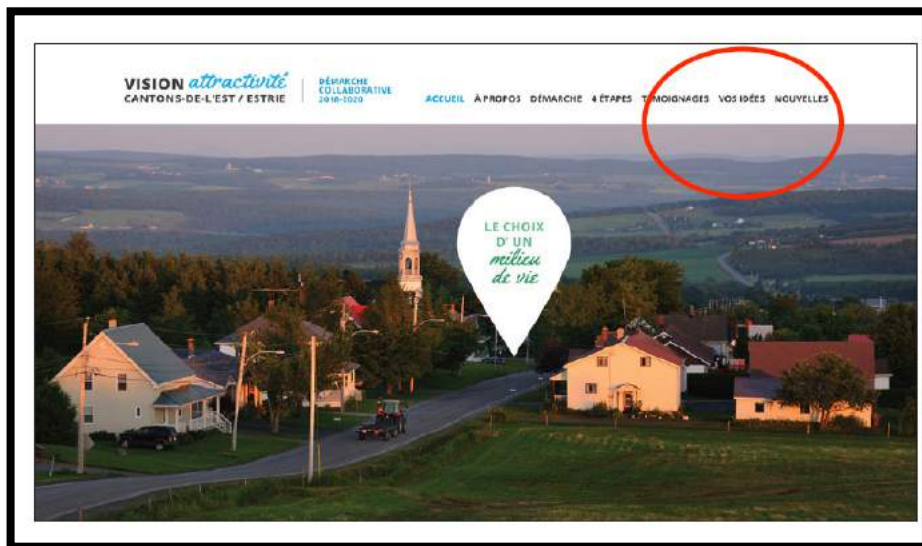 VISION attractivité
CANTONS-DE-L'EST / ESTRIE
DÉMARCHE
COLLABORATIVE
2018-2020
ACCUEIL À PROPOS DÉMARCHE 4 ÉTAPES TÉMOIGNAGES VOS IDÉES NOUVELLES
LE CHOIX
D'UN
milieu
de vie